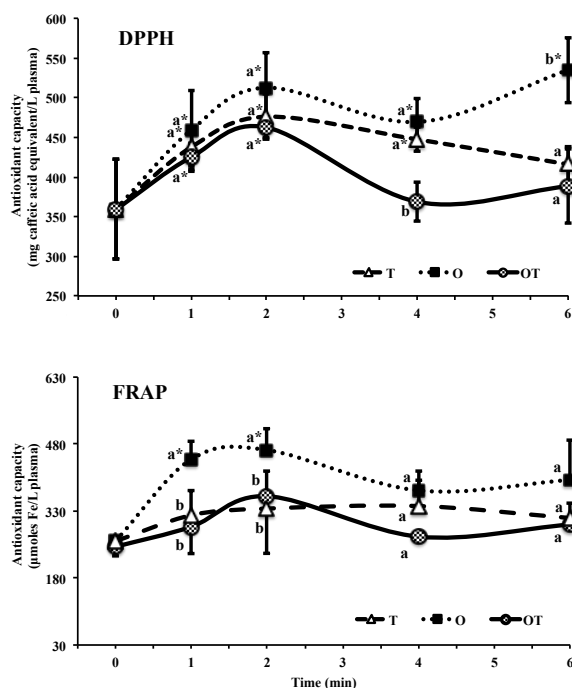 DPPH
Antioxidant capacity
(mg caffeic acid equivalent/L plasma)
600
550
500
450
400
350
300
250
a*
a*
a*
a*
a*
a*
a*
a*
b
b*
a
a
T
O
OT
0
1
2
3
4
5
6
FRAP
Antioxidant capacity
(µmoles Fe/L plasma)
630
480
330
180
30
a*
b
b
a*
b
b
a
a
a
a
a
a
T
O
OT
0
1
2
3
4
5
6
Time (min)